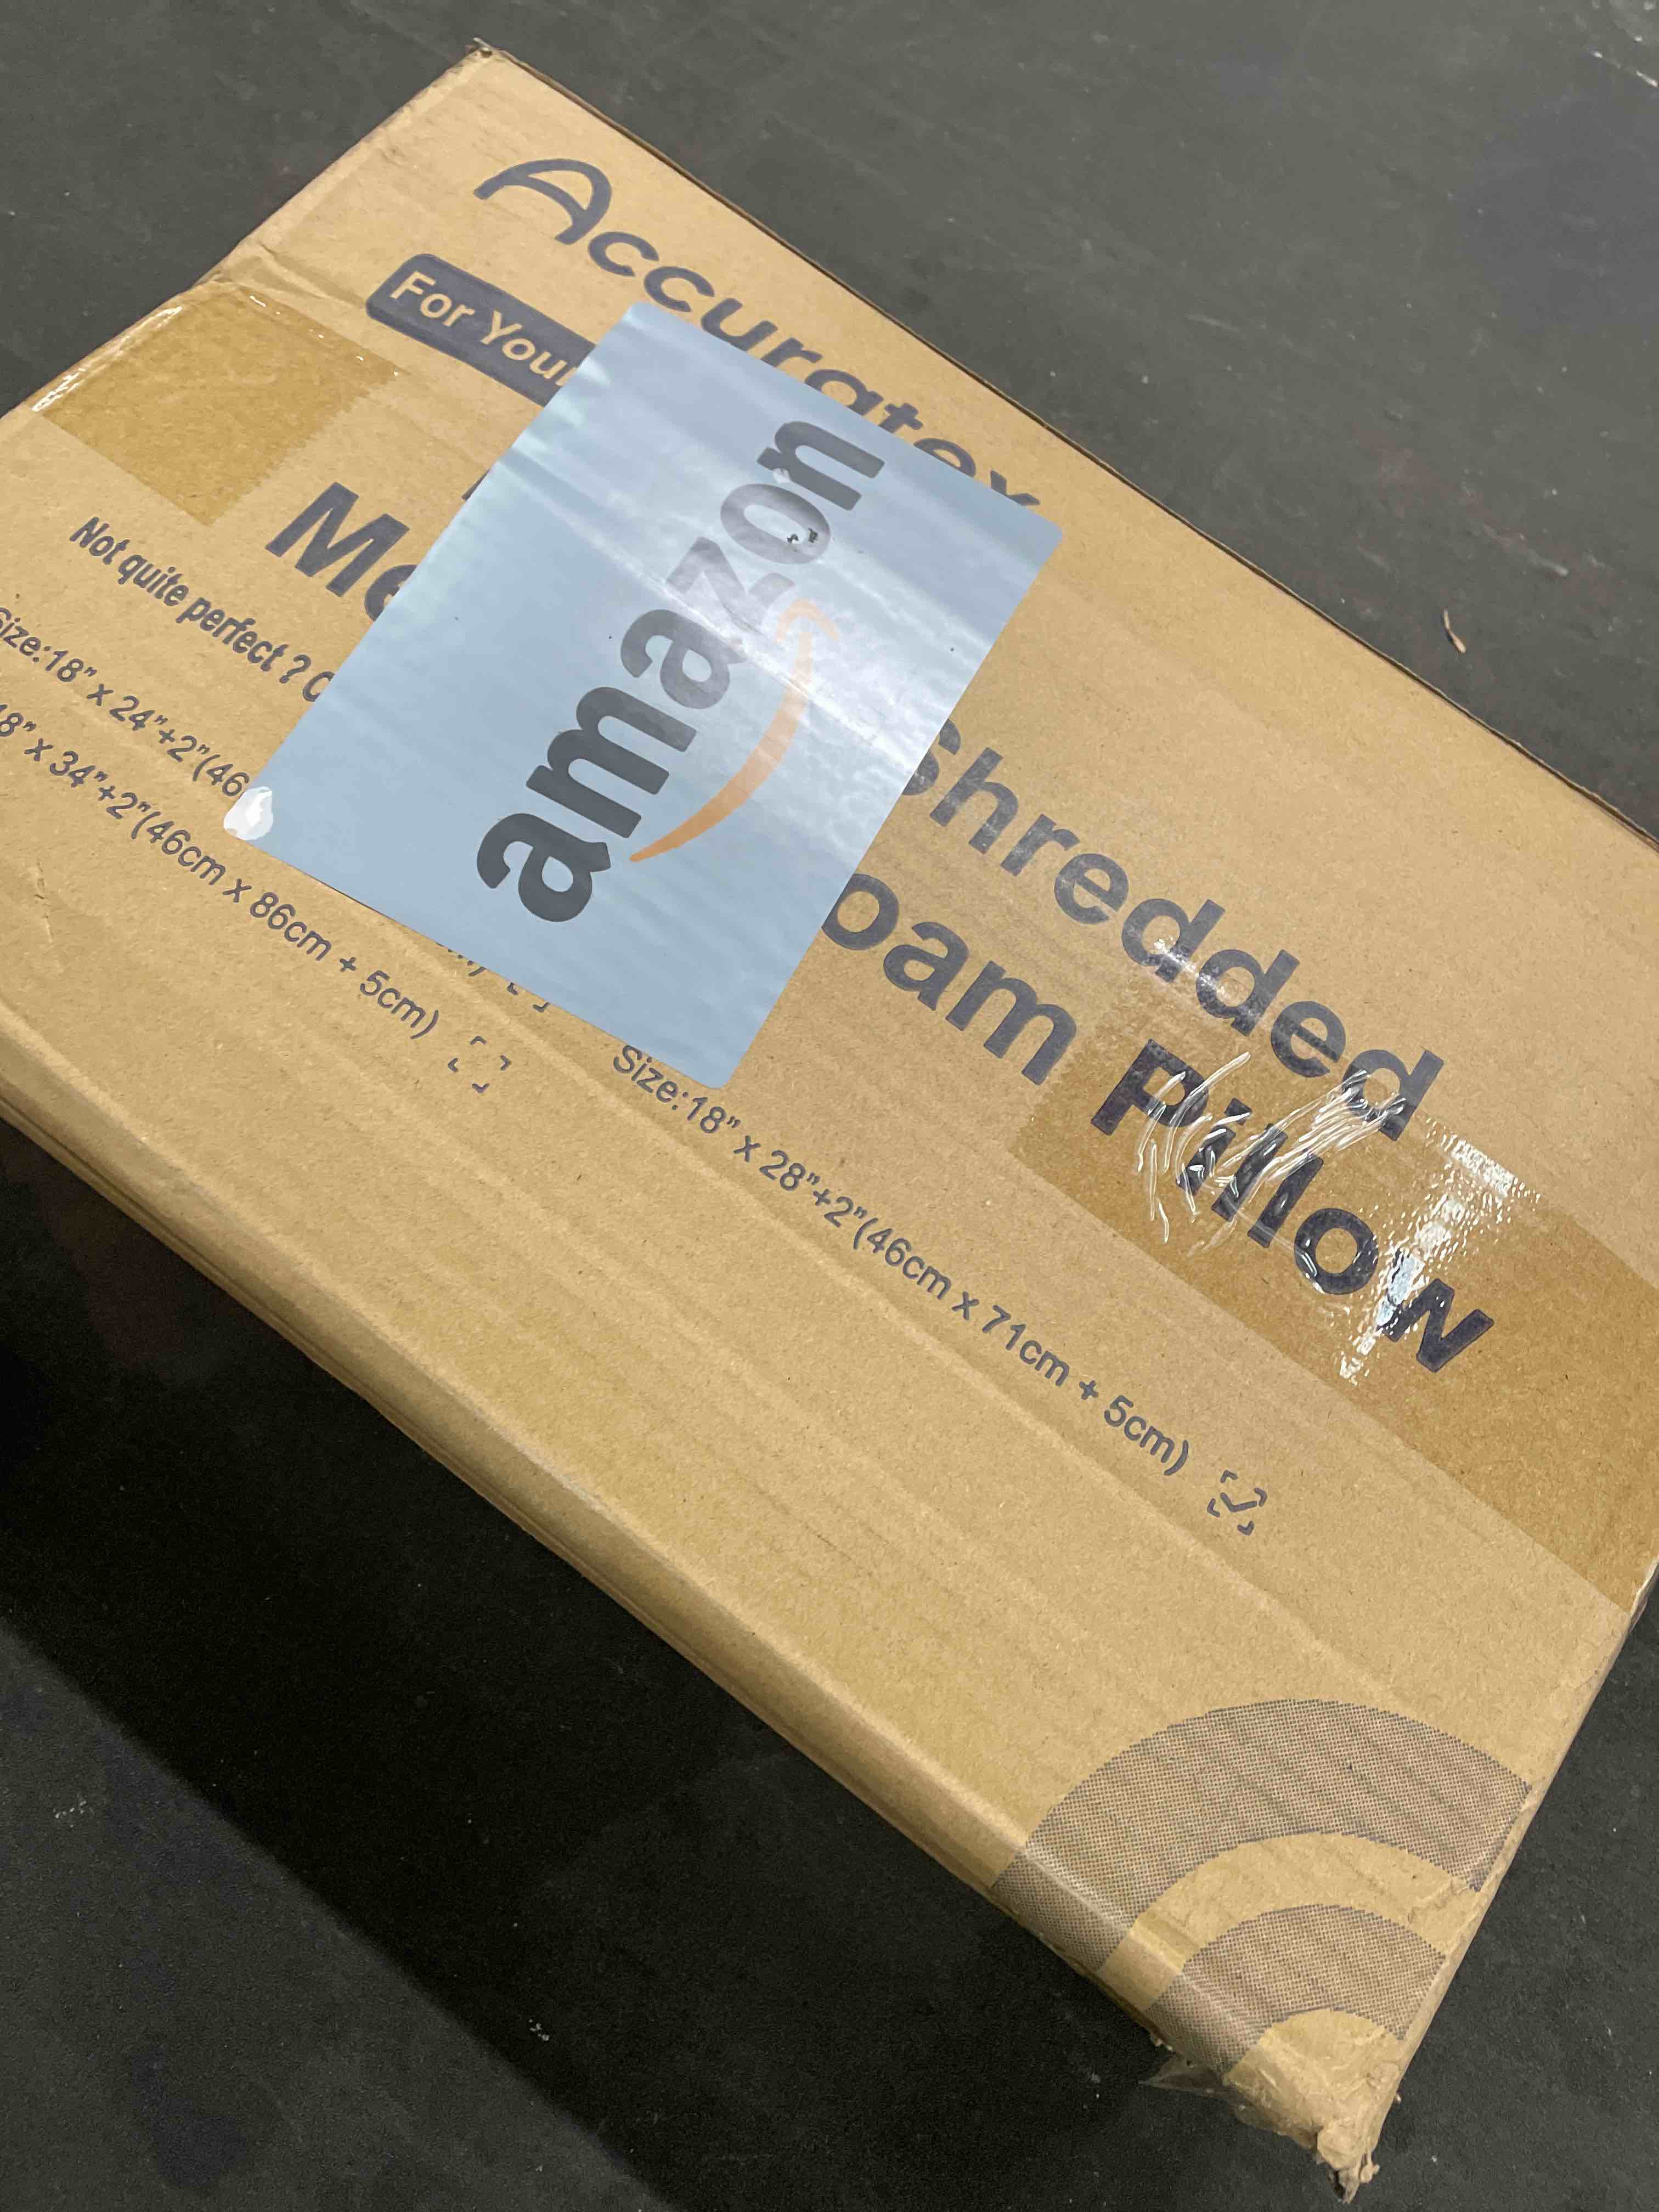 Accuratex
For Your
amazon
Shredded
Me oam Pillow
Not quite perfect ? C
Size:18”x 24”+2”(46
Size:18”x 28”+2”(46cm x 71cm + 5cm)
18”x 34”+2”(46cm x 86cm + 5cm)